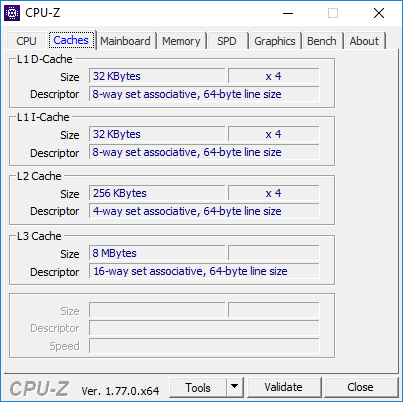 CPU-Z
CPU Caches Mainboard Memory SPD Graphics Bench About
L1 D-Cache
Size 32 KBytes x 4
Descriptor 8-way set associative, 64-byte line size
L1 I-Cache
Size 32 KBytes x 4
Descriptor 8-way set associative, 64-byte line size
L2 Cache
Size 256 KBytes x 4
Descriptor 4-way set associative, 64-byte line size
L3 Cache
Size 8 MBytes
Descriptor 16-way set associative, 64-byte line size
Size
Descriptor
Speed
CPU-Z Ver. 1.77.0.x64 Tools Validate Close